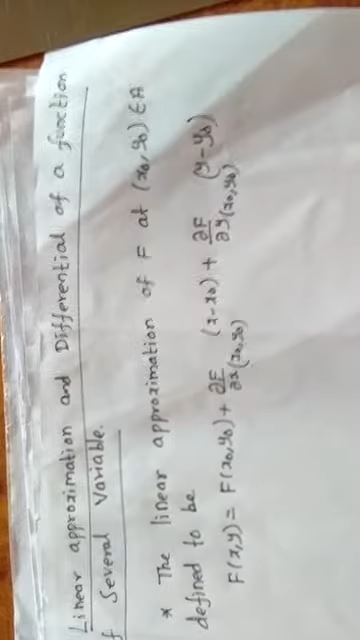 Linear approximation and Differential of a function
f Several Variable.
* The linear approximation of F at (x₀, y₀) ∈ A
defined to be
F(x,y) = F(x₀,y₀) + ∂F/∂x (x₀,y₀) (x-x₀) + ∂F/∂y (x₀,y₀) (y-y₀)